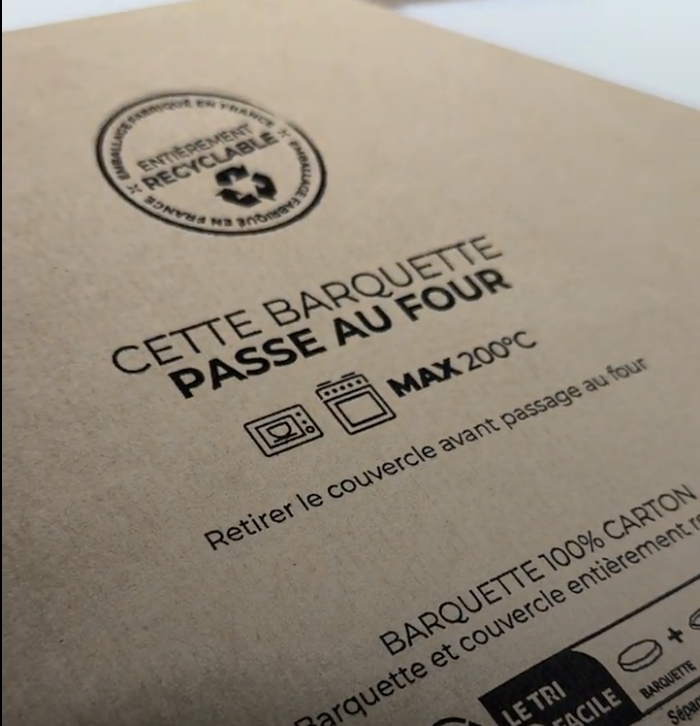 EMBALLAGE FABRIQUÉ EN FRANCE
ENTIÈREMENT
RECYCLABLE
EMBALLAGE FABRIQUÉ EN FRANCE
CETTE BARQUETTE
PASSE AU FOUR
MAX 200°C
Retirer le couvercle avant passage au four
BARQUETTE 100% CARTON
Barquette et couvercle entièrement
LE TRI
FACILE
+
BARQUETTE